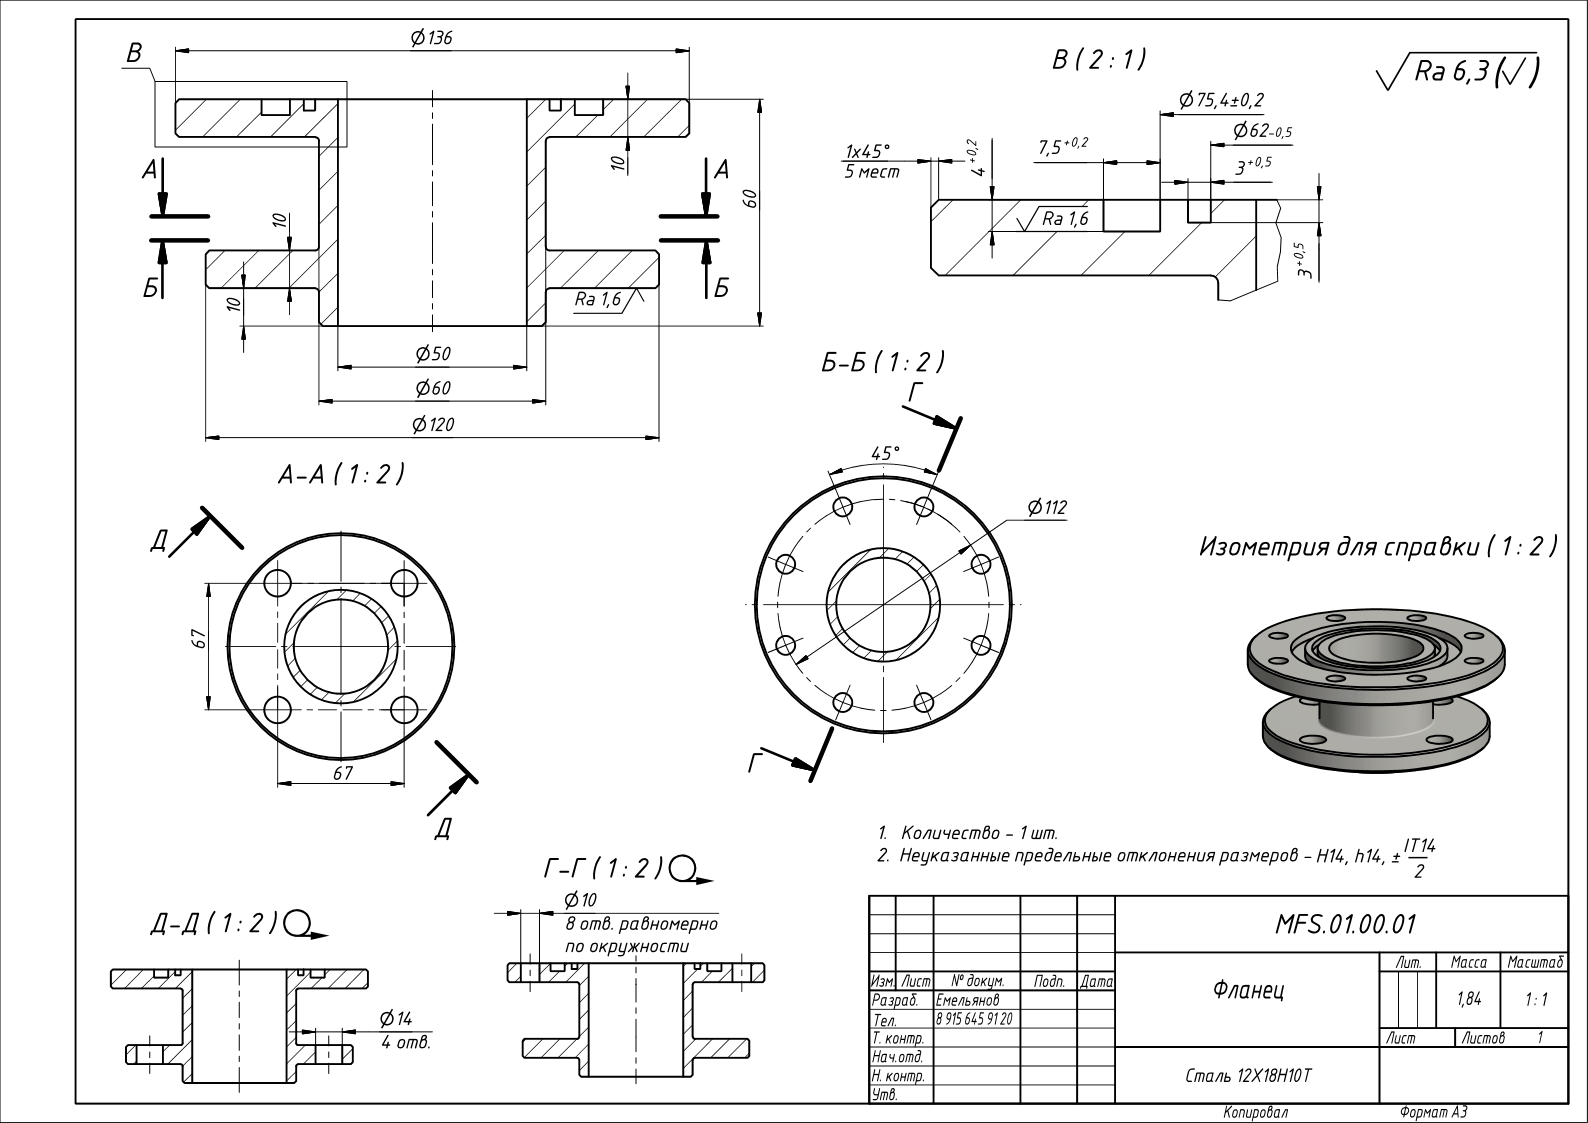 В
Ø136
А
А
Б
Б
10
10
10
60
Ra 1,6
Ø50
Ø60
Ø120
В ( 2 : 1 )
Ra 6,3 (√)
Ø75,4±0,2
Ø62-0,5
7,5+0,2
3+0,5
1x45°
5 мест
4+0,2
Ra 1,6
3+0,5
А-А ( 1 : 2 )
Д
67
67
Д
Б-Б ( 1 : 2 )
Г
45°
Ø112
Г
Изометрия для справки ( 1 : 2 )
Д-Д ( 1 : 2 )
Ø14
4 отв.
Г-Г ( 1 : 2 )
Ø10
8 отв. равномерно
по окружности
1. Количество - 1 шт.
2. Неуказанные предельные отклонения размеров - H14, h14, ± IT14/2
MFS.01.00.01
Изм. Лист № докум. Подп. Дата
Разраб. Емельянов
Тел. 8 915 645 91 20
Т. контр.
Нач.отд.
Н. контр.
Утв.
Фланец
Лит. Масса Масштаб
1,84 1 : 1
Лист Листов 1
Сталь 12Х18Н10Т
Копировал Формат А3